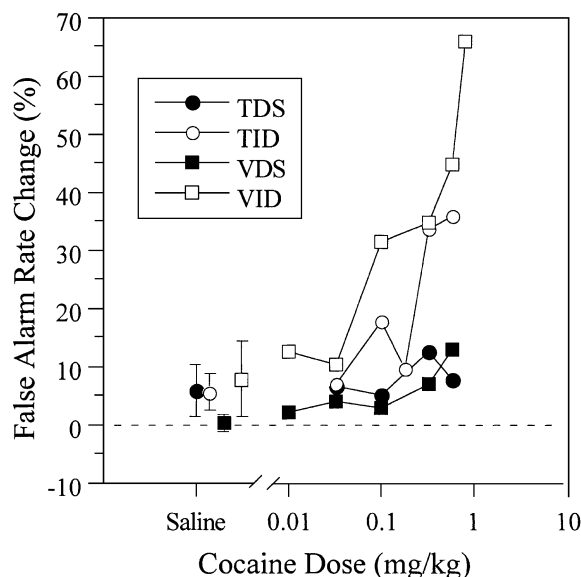 70
60
50
40
30
20
10
0
-10
False Alarm Rate Change (%)
TDS
TID
VDS
VID
Saline
0.01
0.1
1
10
Cocaine Dose (mg/kg)